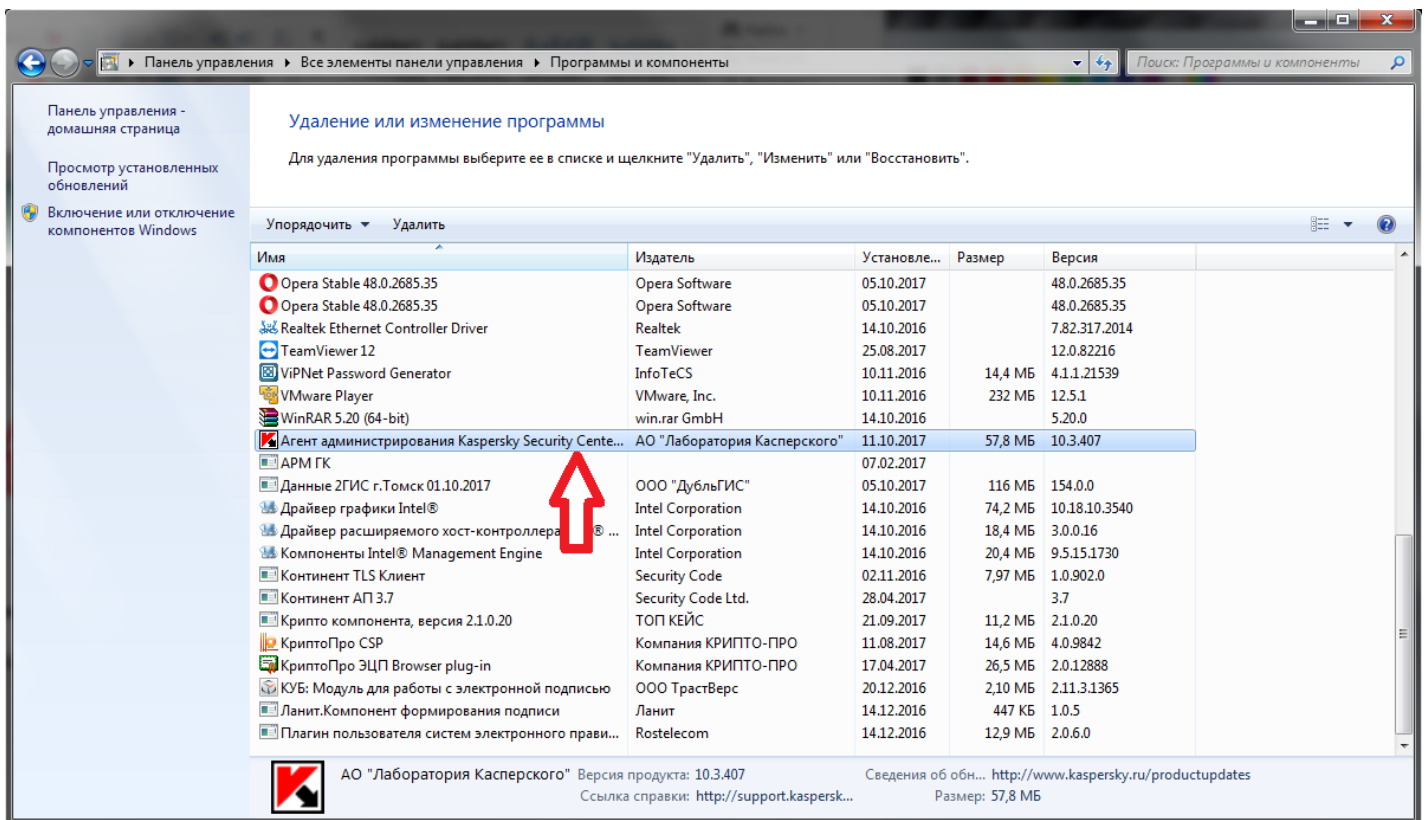 Панель управления ▸ Все элементы панели управления ▸ Программы и компоненты
Поиск: Программы и компоненты
Панель управления - домашняя страница
Просмотр установленных обновлений
Включение или отключение компонентов Windows
Удаление или изменение программы
Для удаления программы выберите ее в списке и щелкните "Удалить", "Изменить" или "Восстановить".
Упорядочить Удалить
Имя Издатель Установле... Размер Версия
Opera Stable 48.0.2685.35 Opera Software 05.10.2017 48.0.2685.35
Opera Stable 48.0.2685.35 Opera Software 05.10.2017 48.0.2685.35
Realtek Ethernet Controller Driver Realtek 14.10.2016 7.82.317.2014
TeamViewer 12 TeamViewer 25.08.2017 12.0.82216
ViPNet Password Generator InfoTeCS 10.11.2016 14,4 МБ 4.1.1.21539
VMware Player VMware, Inc. 10.11.2016 232 МБ 12.5.1
WinRAR 5.20 (64-bit) win.rar GmbH 14.10.2016 5.20.0
Агент администрирования Kaspersky Security Cente... АО "Лаборатория Касперского" 11.10.2017 57,8 МБ 10.3.407
АРМ ГК 07.02.2017
Данные 2ГИС г.Томск 01.10.2017 ООО "ДубльГИС" 05.10.2017 116 МБ 154.0.0
Драйвер графики Intel® Intel Corporation 14.10.2016 74,2 МБ 10.18.10.3540
Драйвер расширяемого хост-контроллера ® ... Intel Corporation 14.10.2016 18,4 МБ 3.0.0.16
Компоненты Intel® Management Engine Intel Corporation 14.10.2016 20,4 МБ 9.5.15.1730
Континент TLS Клиент Security Code 02.11.2016 7,97 МБ 1.0.902.0
Континент АП 3.7 Security Code Ltd. 28.04.2017 3.7
Крипто компонента, версия 2.1.0.20 ТОП КЕЙС 21.09.2017 11,2 МБ 2.1.0.20
КриптоПро CSP Компания КРИПТО-ПРО 11.08.2017 14,6 МБ 4.0.9842
КриптоПро ЭЦП Browser plug-in Компания КРИПТО-ПРО 17.04.2017 26,5 МБ 2.0.12888
КУБ: Модуль для работы с электронной подписью ООО ТрастВерс 20.12.2016 2,10 МБ 2.11.3.1365
Ланит.Компонент формирования подписи Ланит 14.12.2016 447 КБ 1.0.5
Плагин пользователя систем электронного прави... Rostelecom 14.12.2016 12,9 МБ 2.0.6.0
АО "Лаборатория Касперского" Версия продукта: 10.3.407 Сведения об обн... http://www.kaspersky.ru/productupdates
Ссылка справки: http://support.kaspersk... Размер: 57,8 МБ